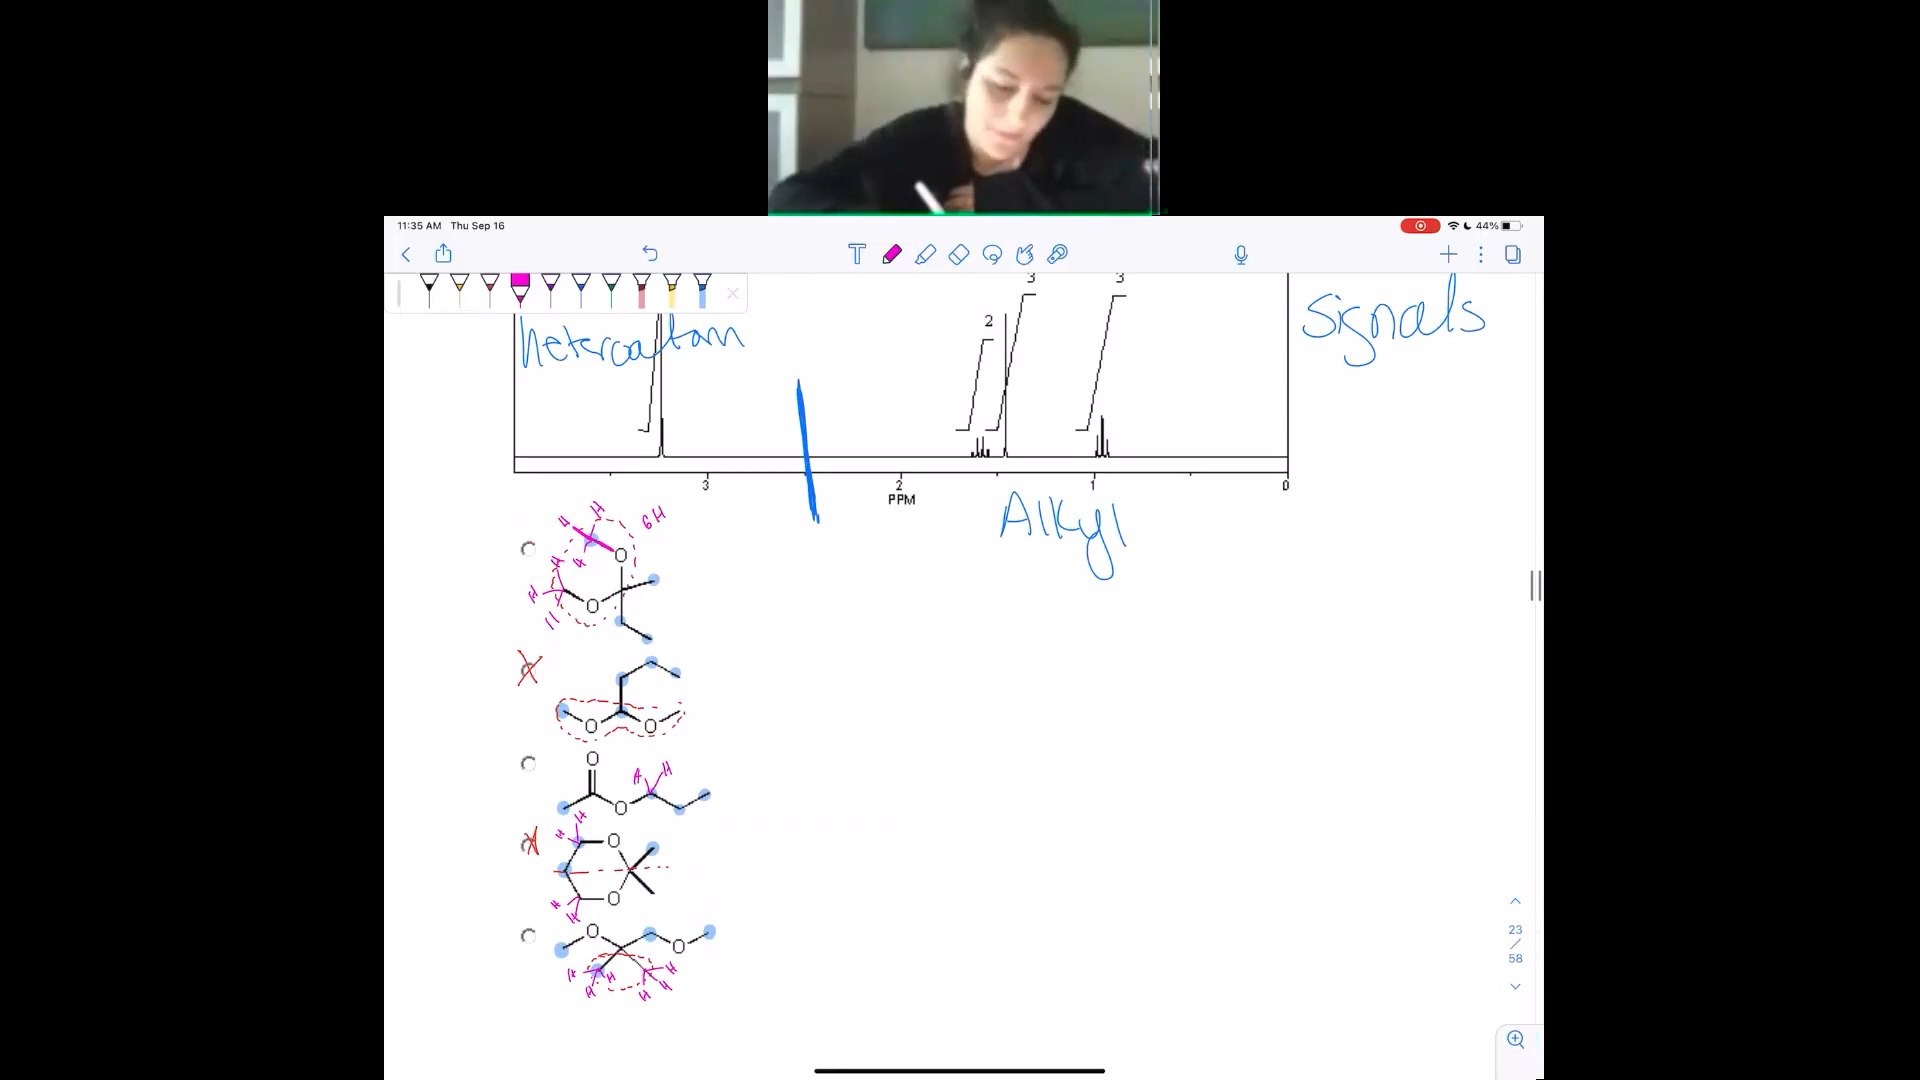 11:35 AM Thu Sep 16
44%
T
3 3
2
heteroatom
Signals
3 2 1 0
PPM
Alkyl
H 6H
O
H
H
O
O O
O
H H
O
H
H O
H
O
O
H H
H H
H H
O
O
H H H
H H H
23
/
58